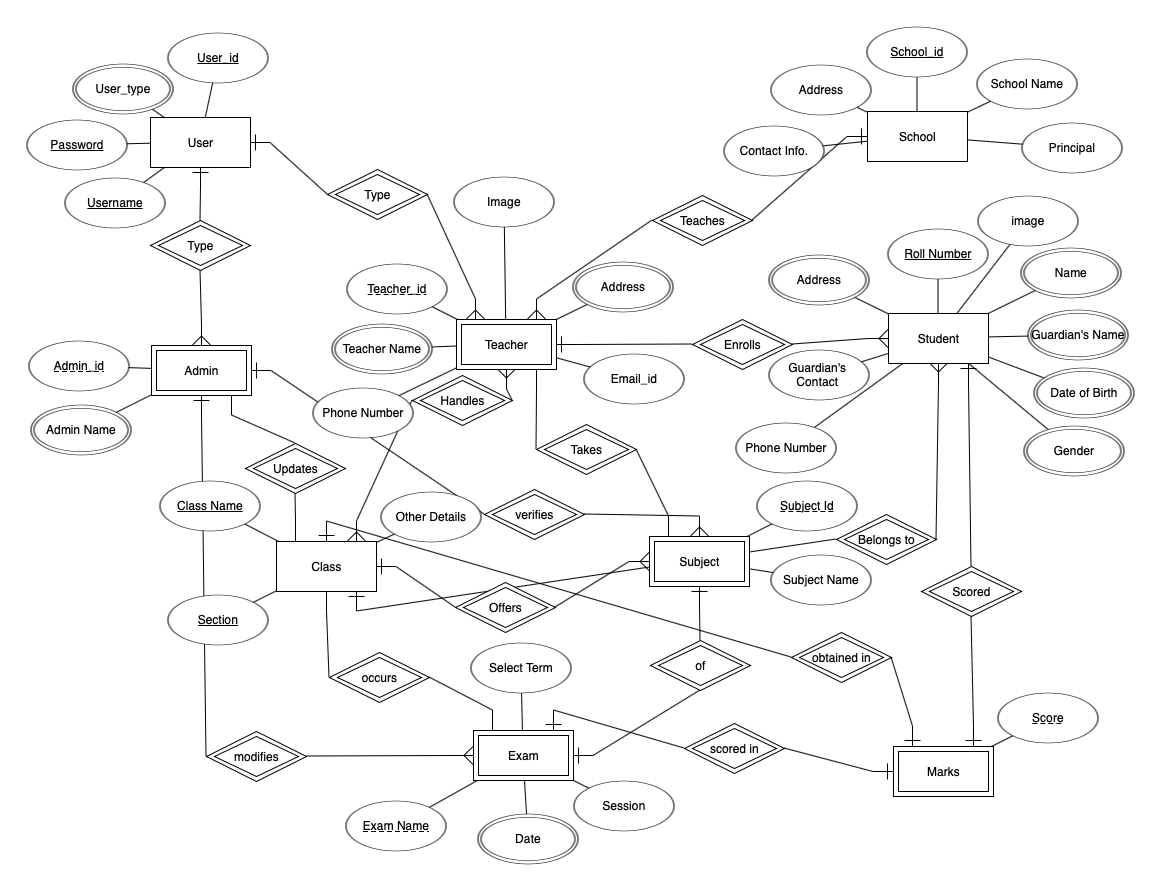 User_id
School_id
School Name
User_type
Address
User
School
Password
Contact Info.
Principal
Type
Username
Image
Teaches
image
Type
Roll Number
Name
Teacher_id
Address
Address
Guardian's Name
Teacher Name
Teacher
Enrolls
Student
Admin_id
Admin
Email_id
Guardian's
Contact
Date of Birth
Handles
Phone Number
Admin Name
Takes
Phone Number
Gender
Updates
Class Name
Other Details
verifies
Subject Id
Belongs to
Class
Subject
Subject Name
Section
Offers
Scored
of
obtained in
occurs
Select Term
Score
modifies
Exam
scored in
Marks
Session
Exam Name
Date